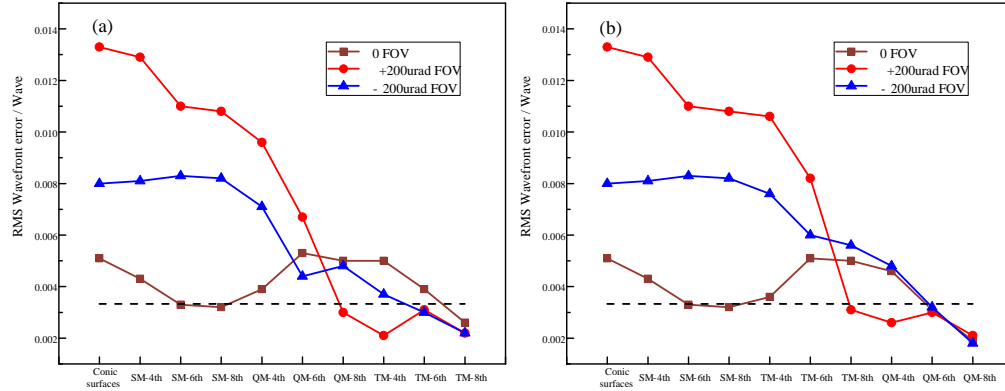 (a)
0.014
0.012
0.010
0.008
0.006
0.004
0.002
RMS Wavefront error / Wave
0 FOV
+200urad FOV
- 200urad FOV
Conic
surfaces
SM-4th
SM-6th
SM-8th
QM-4th
QM-6th
QM-8th
TM-4th
TM-6th
TM-8th
(b)
0.014
0.012
0.010
0.008
0.006
0.004
0.002
RMS Wavefront error / Wave
0 FOV
+200urad FOV
- 200urad FOV
Conic
surfaces
SM-4th
SM-6th
SM-8th
TM-4th
TM-6th
TM-8th
QM-4th
QM-6th
QM-8th